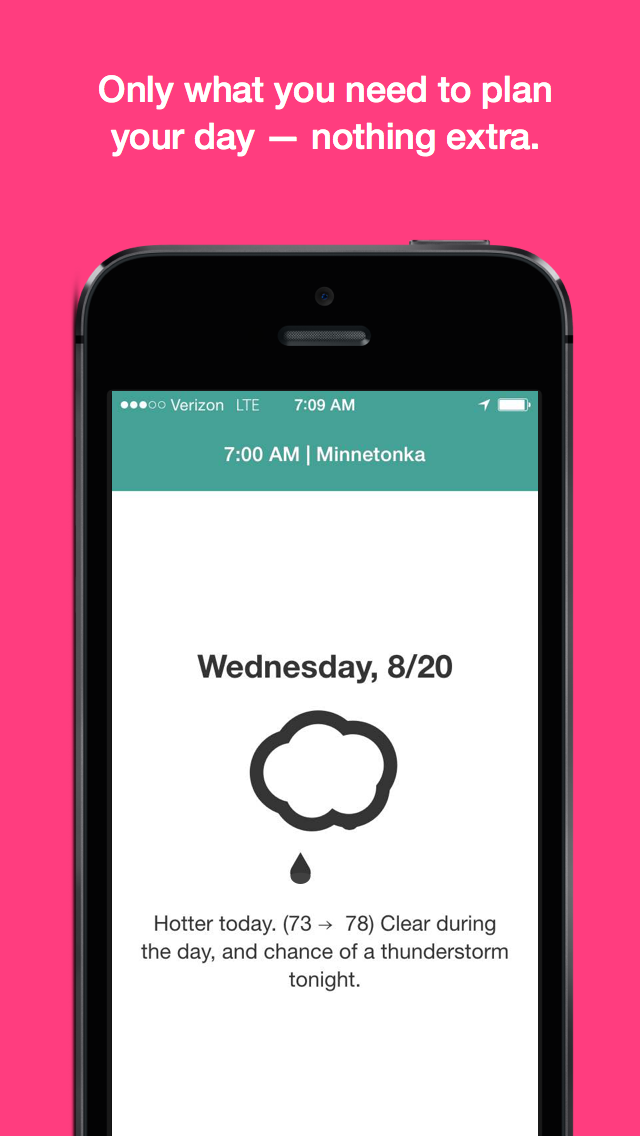 Only what you need to plan
your day — nothing extra.
Verizon LTE 7:09 AM
7:00 AM | Minnetonka
Wednesday, 8/20
Hotter today. (73 → 78) Clear during
the day, and chance of a thunderstorm
tonight.